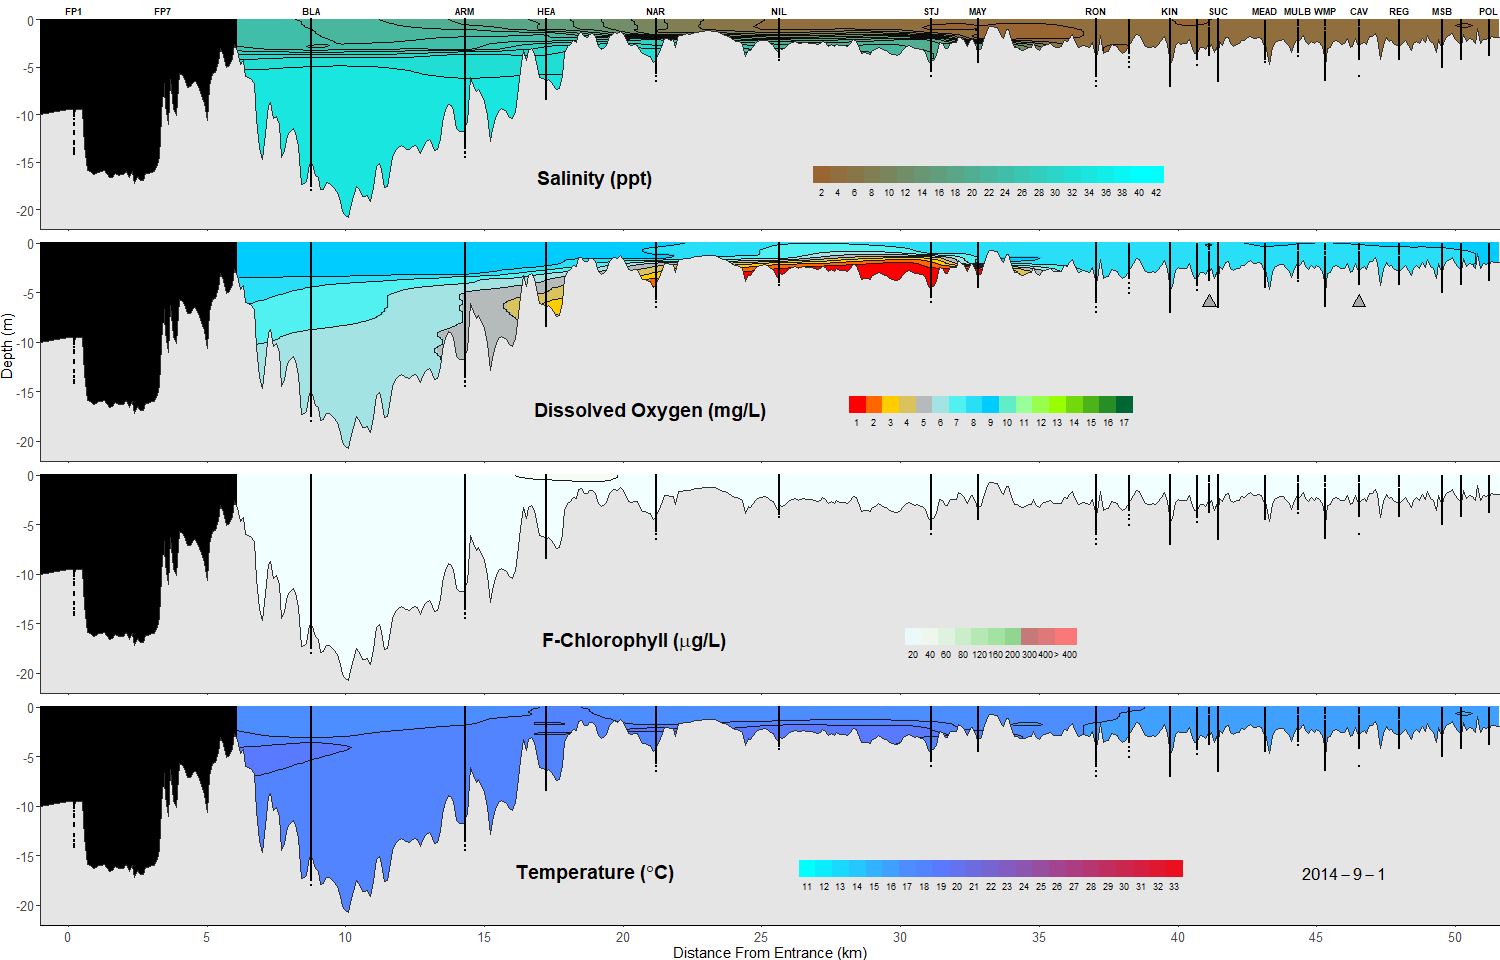 FP1 FP7 BLA ARM HEA NAR NIL STJ MAY RON KIN SUC MEAD MULB WMP CAV REG MSB POL
0
-5
-10
-15
-20
Salinity (ppt)
2 4 6 8 10 12 14 16 18 20 22 24 26 28 30 32 34 36 38 40 42
0
-5
-10
-15
-20
Dissolved Oxygen (mg/L)
1 2 3 4 5 6 7 8 9 10 11 12 13 14 15 16 17
Depth (m)
0
-5
-10
-15
-20
F-Chlorophyll (μg/L)
20 40 60 80 120 160 200 300 400 > 400
0
-5
-10
-15
-20
Temperature (°C)
11 12 13 14 15 16 17 18 19 20 21 22 23 24 25 26 27 28 29 30 31 32 33
2014 – 9 – 1
0 5 10 15 20 25 30 35 40 45 50
Distance From Entrance (km)